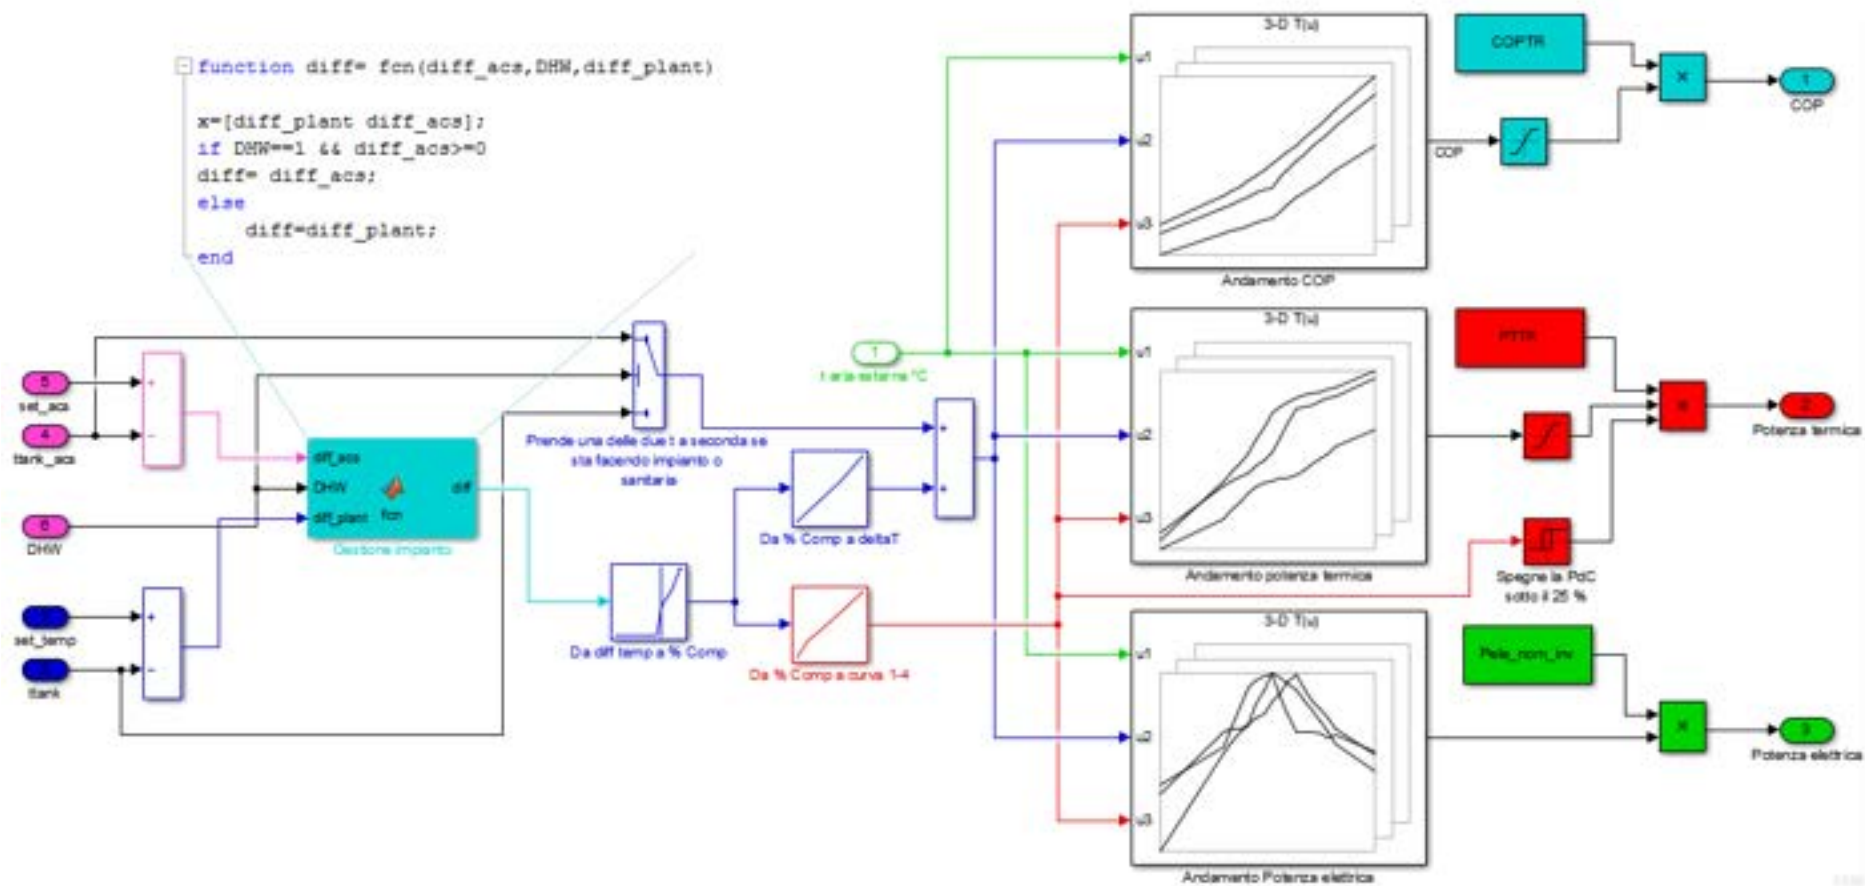 function diff= fcn(diff_acs,DHW,diff_plant)
x=[diff_plant diff_acs];
if DHW==1 && diff_acs>=0
diff= diff_acs;
else
diff=diff_plant;
end
5
set_acs
4
ttank_acs
6
DHW
set_temp
ttank
+
-
+
-
diff_acs
DHW
diff_plant
fcn
diff
Gestione impianto
Prende una delle due t a seconda se
sta facendo impianto o
sanitaria
Da diff temp a % Comp
Da % Comp a deltaT
Da % Comp a curva 1-4
+
+
1
t aria esterna °C
3-D T(u)
u1
u2
u3
Andamento COP
COP
COPTR
×
1
COP
3-D T(u)
u1
u2
u3
Andamento potenza termica
PTTR
2
Potenza termica
Spegne la PdC
sotto il 25 %
3-D T(u)
u1
u2
u3
Andamento Potenza elettrica
Pele_nom_inv
×
3
Potenza elettrica